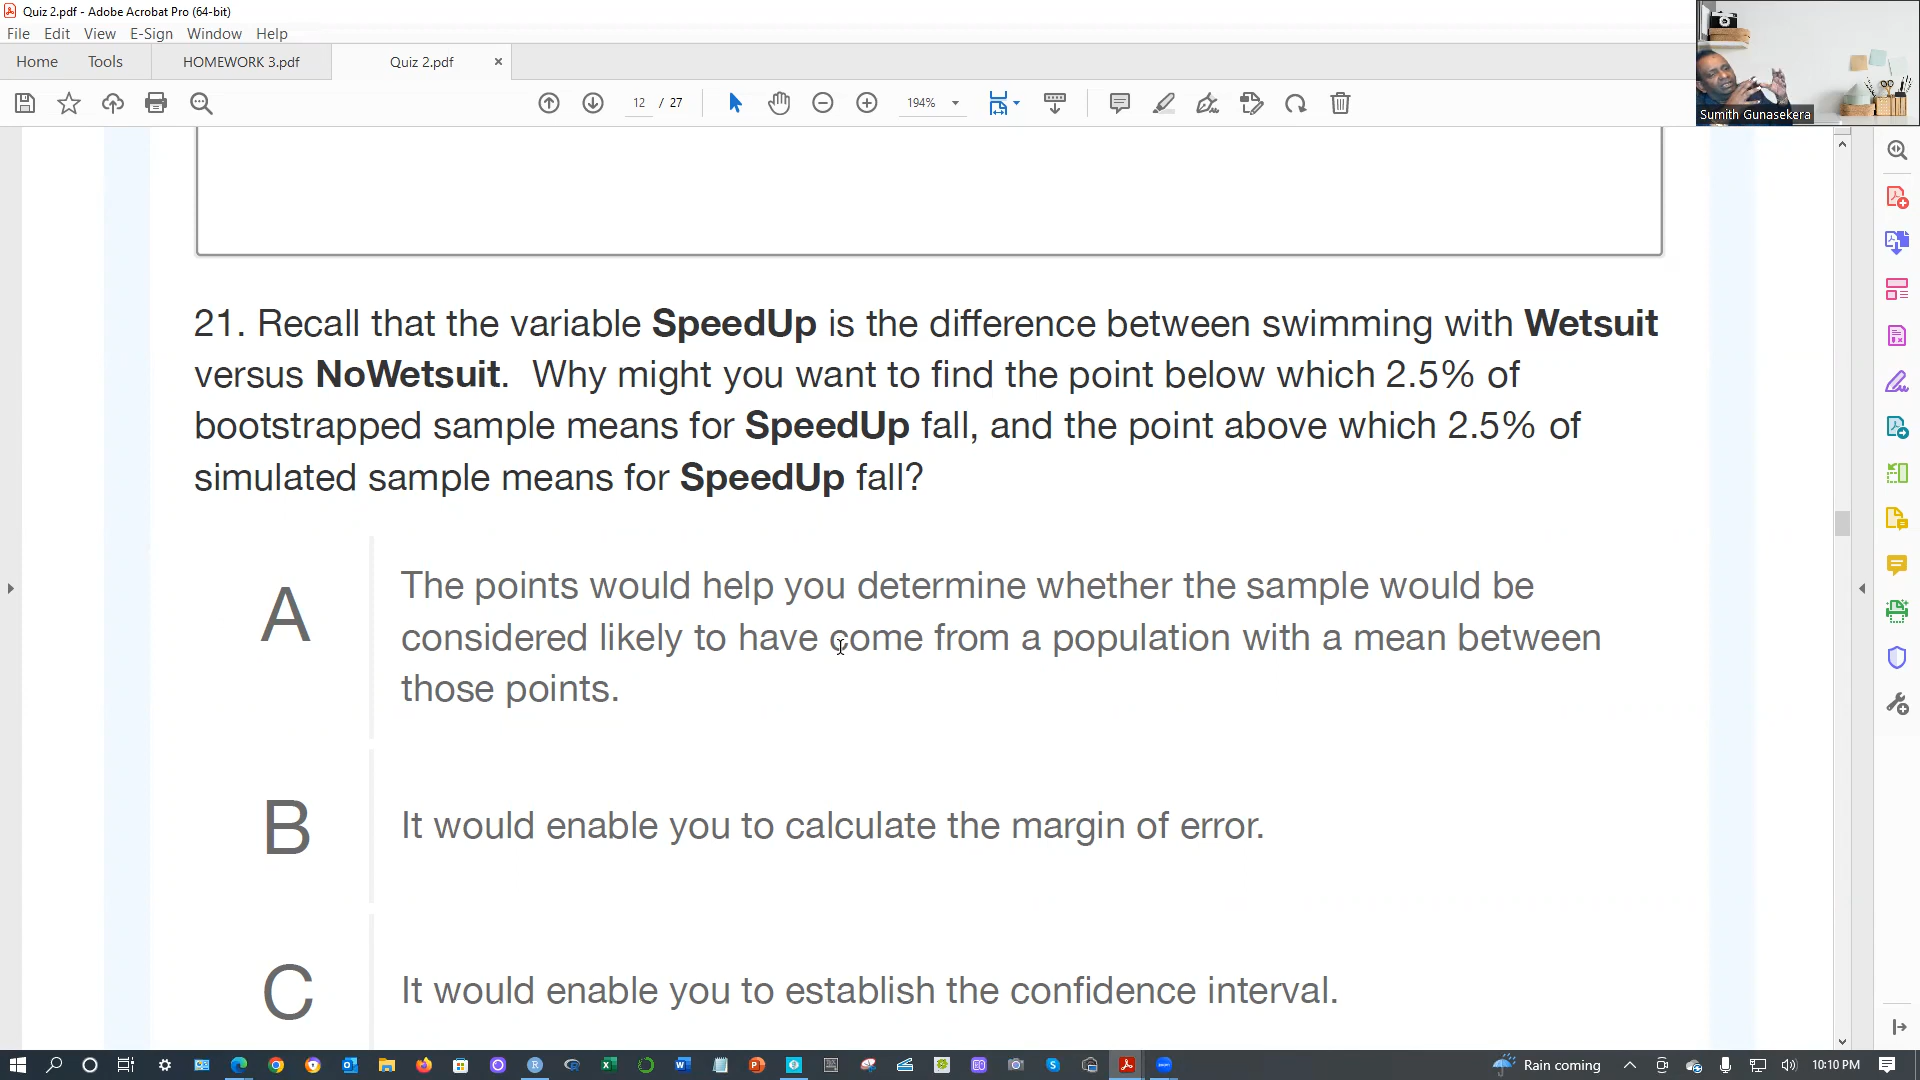 Quiz 2.pdf - Adobe Acrobat Pro (64-bit)
File Edit View E-Sign Window Help
Home Tools HOMEWORK 3.pdf Quiz 2.pdf ×
12 / 27 194%
Sumith Gunasekera
21. Recall that the variable SpeedUp is the difference between swimming with Wetsuit
versus NoWetsuit. Why might you want to find the point below which 2.5% of
bootstrapped sample means for SpeedUp fall, and the point above which 2.5% of
simulated sample means for SpeedUp fall?
A
The points would help you determine whether the sample would be
considered likely to have come from a population with a mean between
those points.
B
It would enable you to calculate the margin of error.
C
It would enable you to establish the confidence interval.
Rain coming 10:10 PM